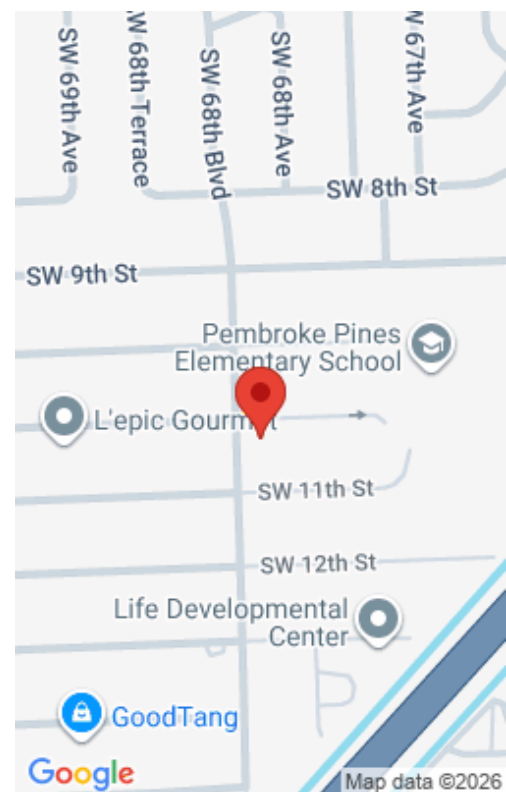 SW 69th Ave
SW 68th Terrace
SW 68th Blvd
SW 68th Ave
W 67th Ave
SW 8th St
SW 9th St
Pembroke Pines
Elementary School
L'epic Gourmet
SW 11th St
SW 12th St
Life Developmental
Center
GoodTang
Google
Map data ©2026